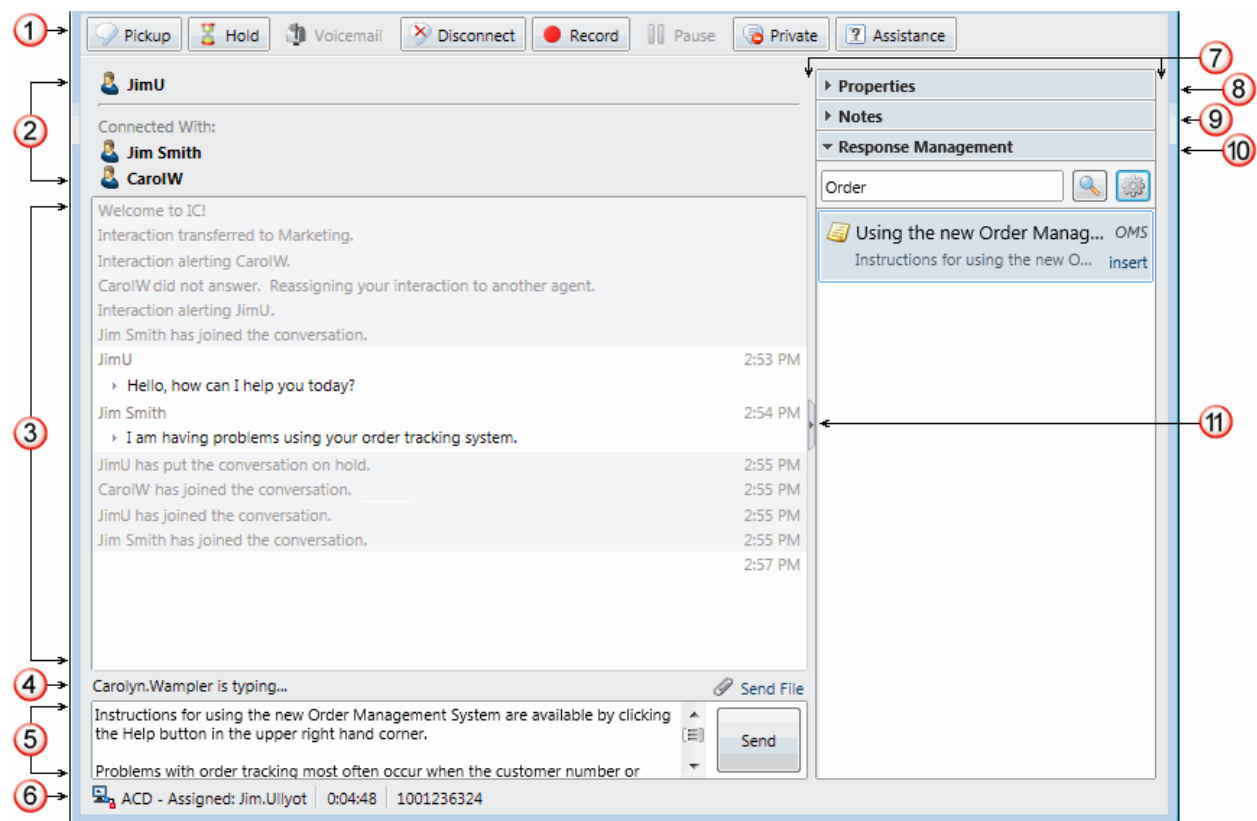 1
Pickup
Hold
Voicemail
Disconnect
Record
Pause
Private
Assistance
7
JimU
2
Connected With:
Jim Smith
CarolW
3
Welcome to IC!
Interaction transferred to Marketing.
Interaction alerting CarolW.
CarolW did not answer.  Reassigning your interaction to another agent.
Interaction alerting JimU.
Jim Smith has joined the conversation.
JimU 2:53 PM
Hello, how can I help you today?
Jim Smith 2:54 PM
I am having problems using your order tracking system.
JimU has put the conversation on hold. 2:55 PM
CarolW has joined the conversation. 2:55 PM
JimU has joined the conversation. 2:55 PM
Jim Smith has joined the conversation. 2:55 PM
2:57 PM
4
Carolyn.Wampler is typing...
Send File
5
Instructions for using the new Order Management System are available by clicking
the Help button in the upper right hand corner.
Problems with order tracking most often occur when the customer number or
Send
6
ACD - Assigned: Jim.Ullyot
0:04:48
1001236324
Properties
8
Notes
9
Response Management
10
Order
Using the new Order Manag... OMS
Instructions for using the new O... insert
11